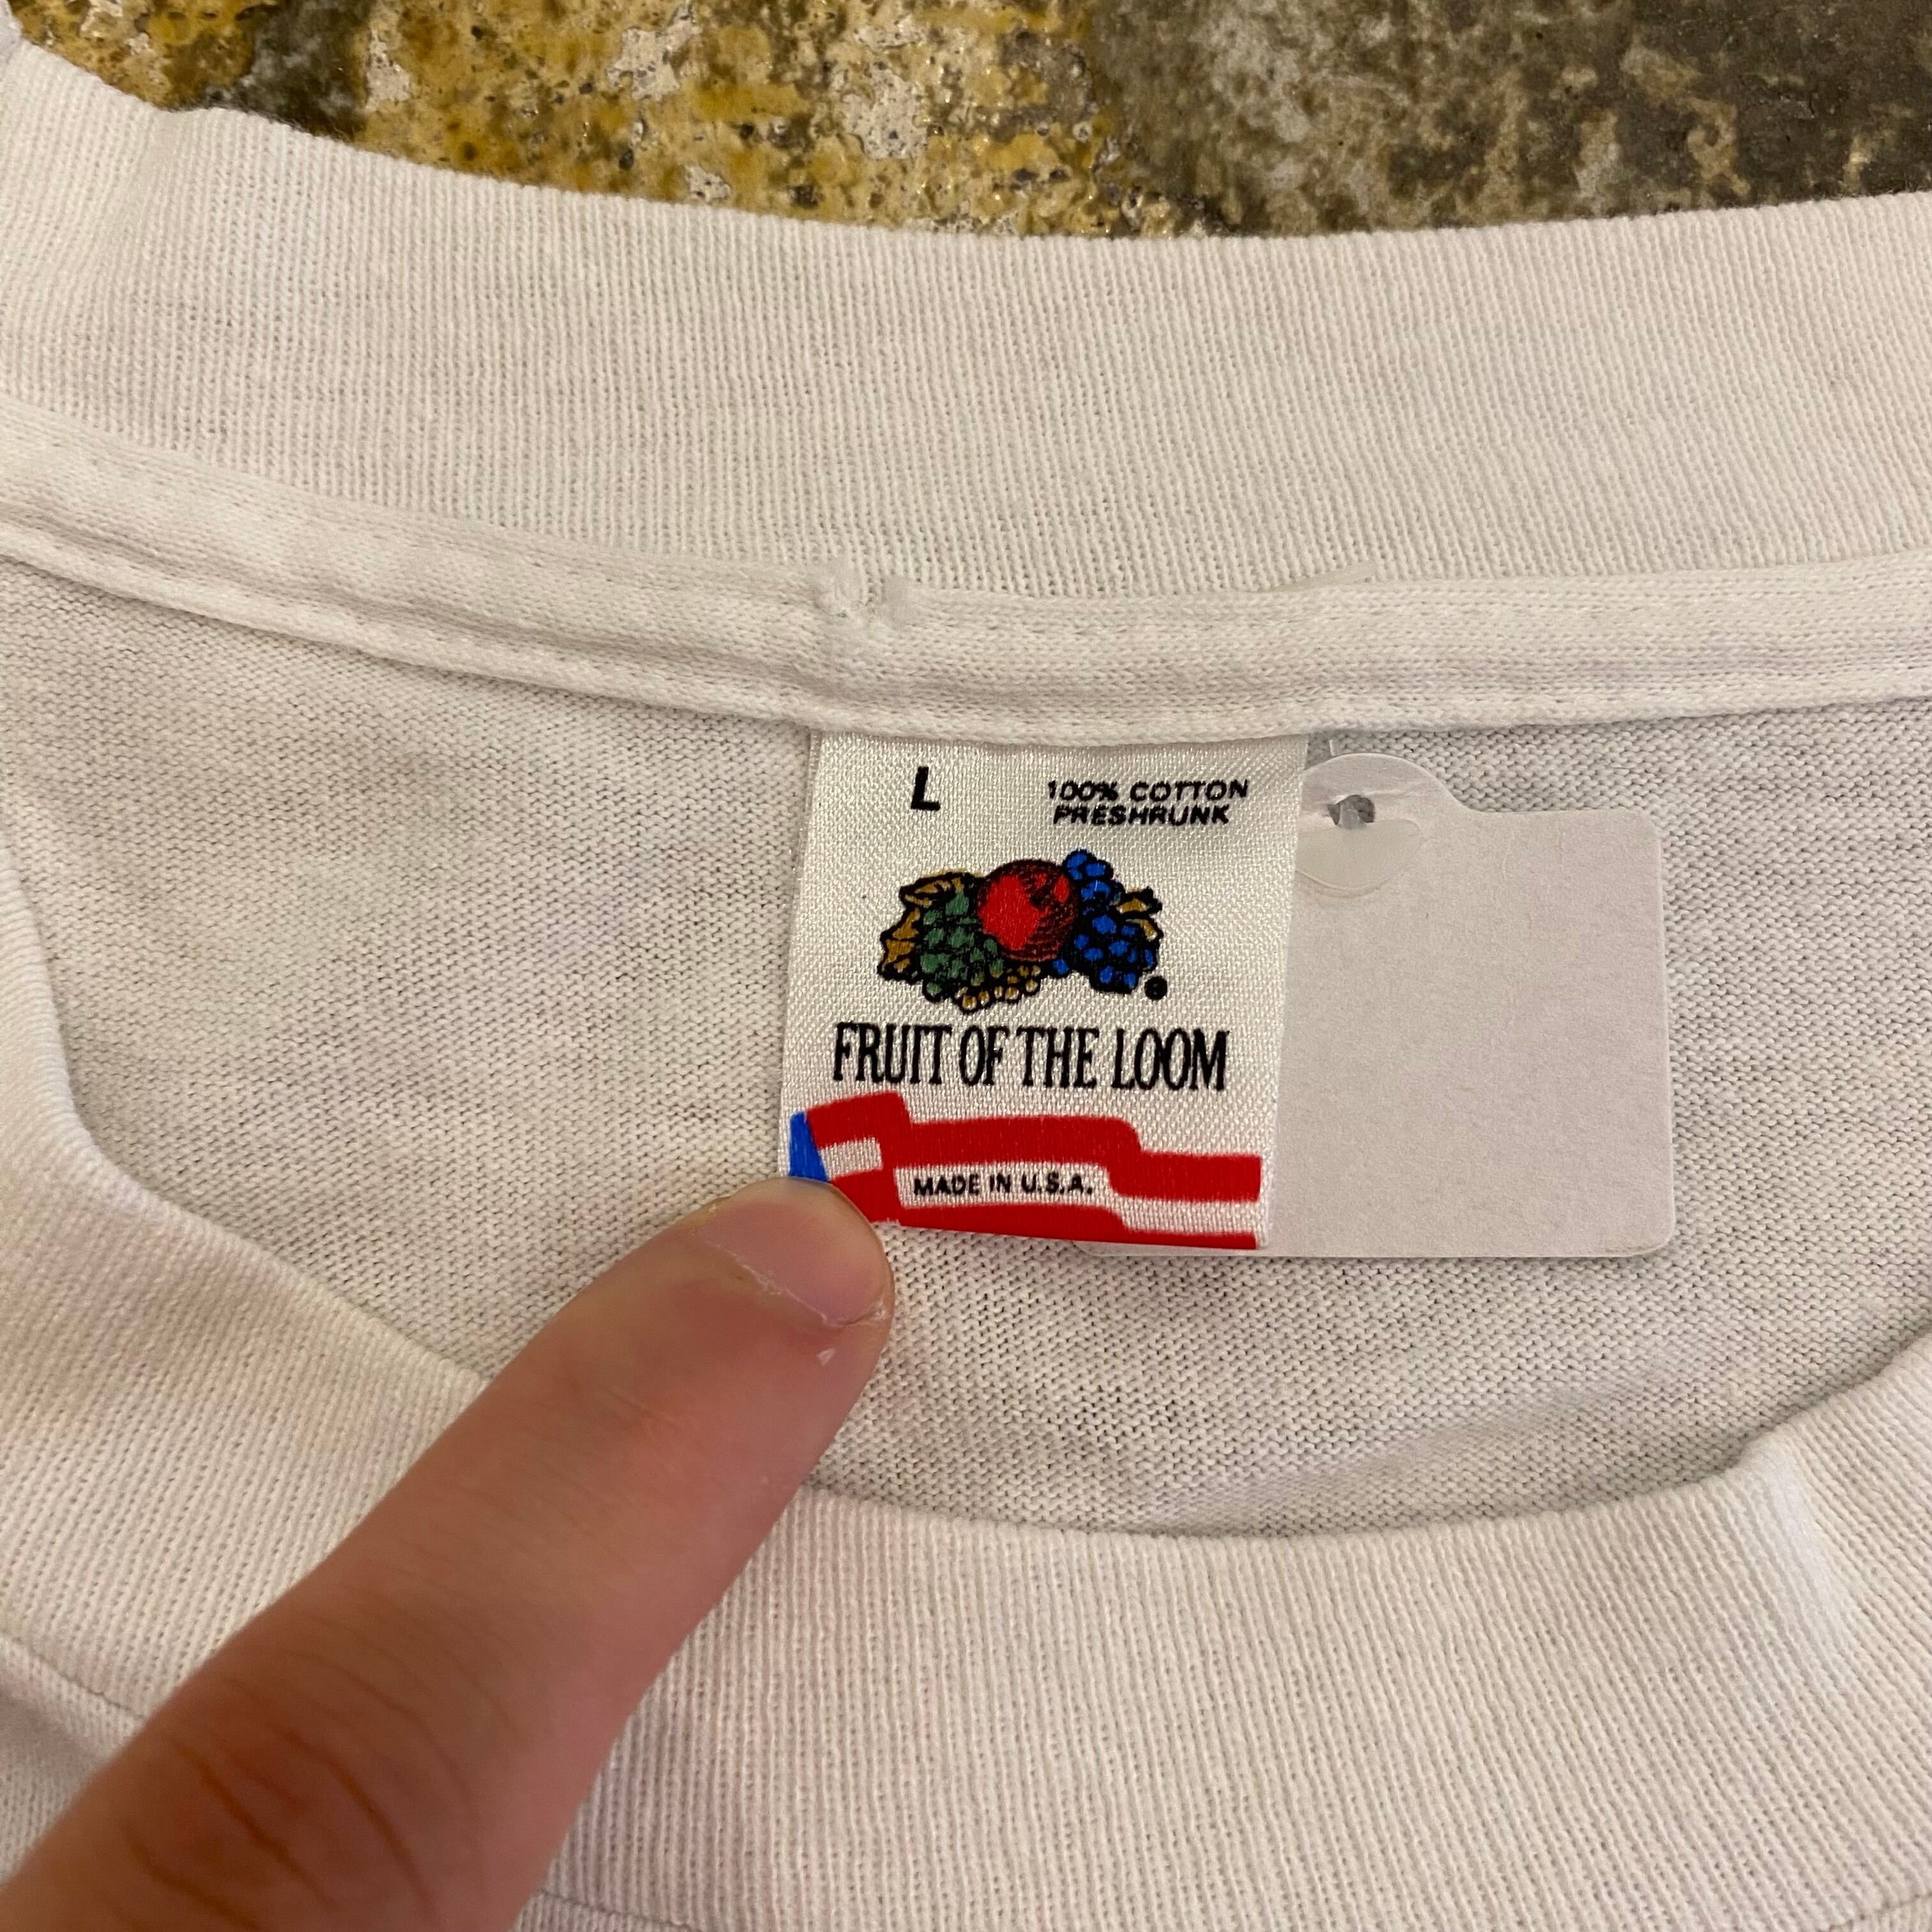 L
100% COTTON
PRESHRUNK
FRUIT OF THE LOOM
MADE IN U.S.A.